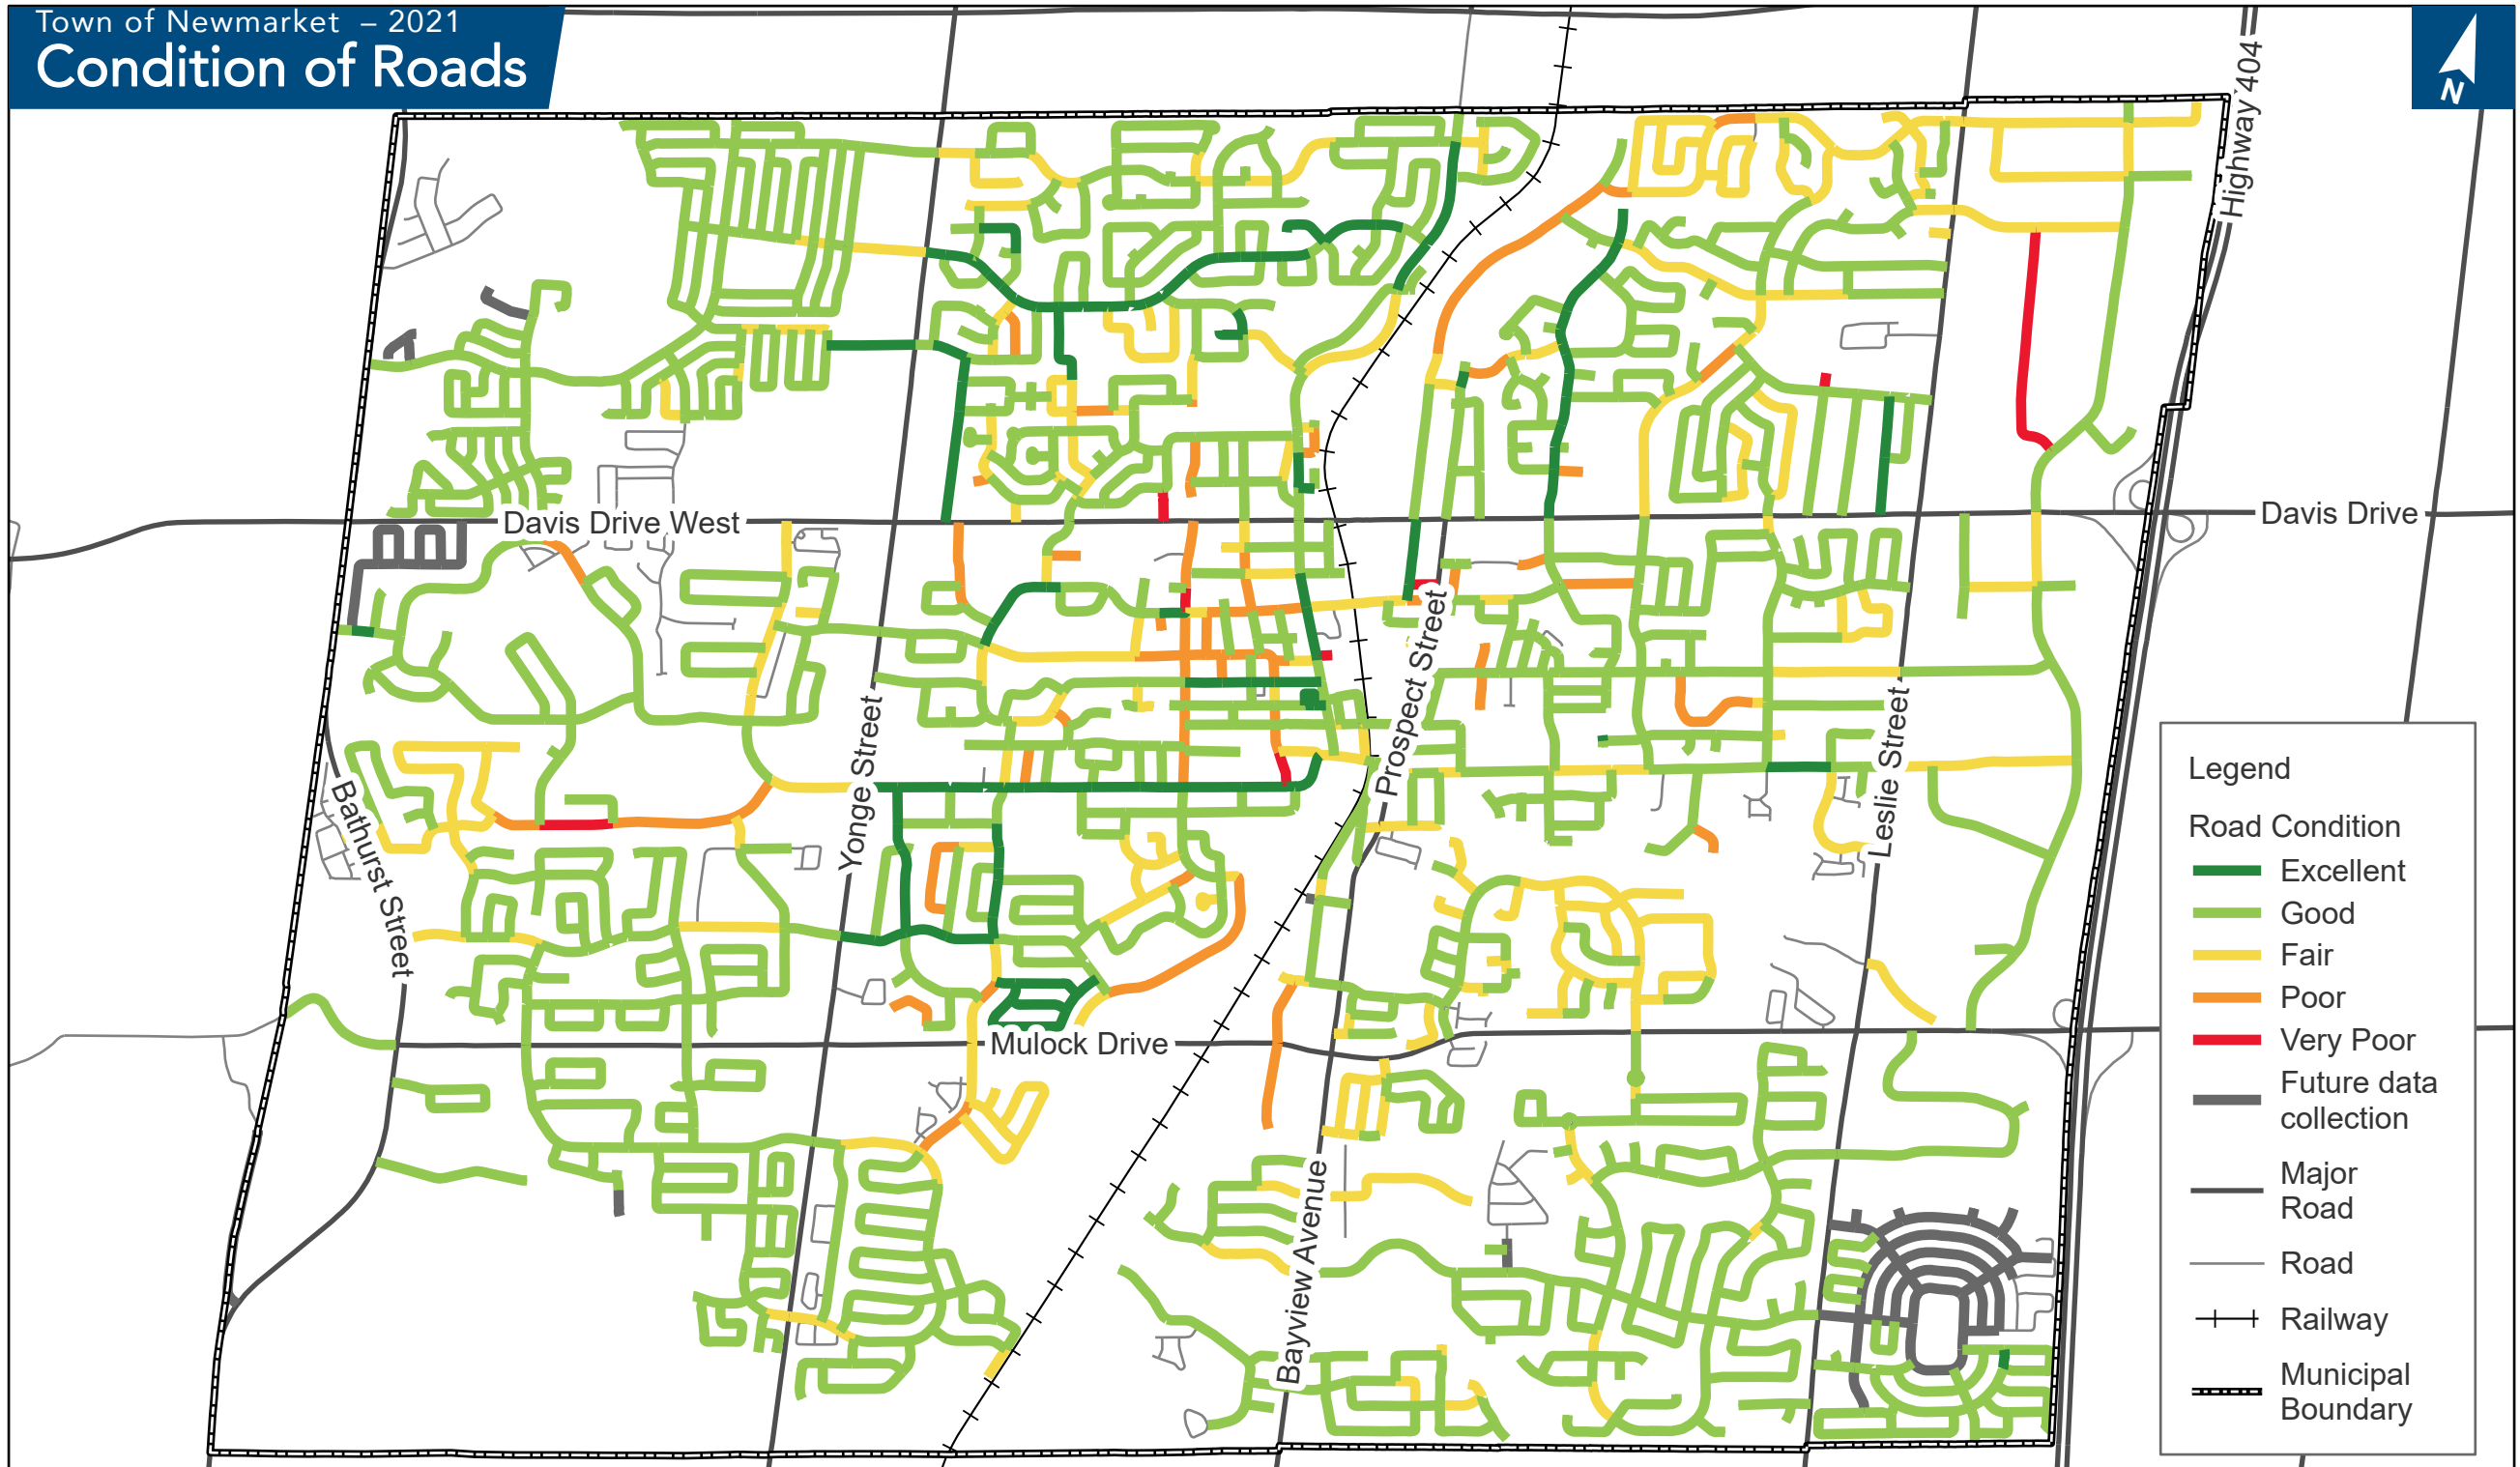 Town of Newmarket – 2021
Condition of Roads
N
Highway 404
Davis Drive West
Davis Drive
Prospect Street
Yonge Street
Leslie Street
Bathurst Street
Mulock Drive
Bayview Avenue
Legend
Road Condition
Excellent
Good
Fair
Poor
Very Poor
Future data
collection
Major
Road
Road
Railway
Municipal
Boundary